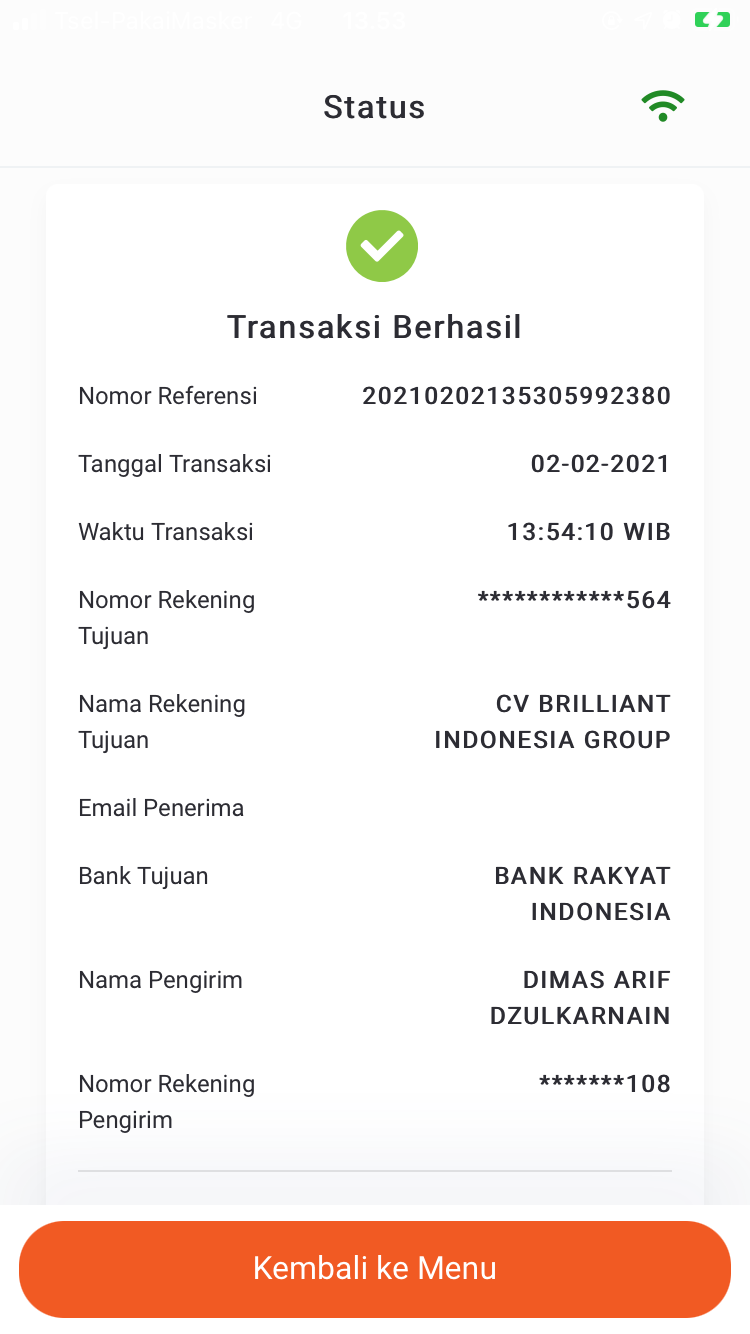 Tsel-PakaiMasker 4G 13.53
Status
Transaksi Berhasil
Nomor Referensi 20210202135305992380
Tanggal Transaksi 02-02-2021
Waktu Transaksi 13:54:10 WIB
Nomor Rekening ************564
Tujuan
Nama Rekening CV BRILLIANT
Tujuan INDONESIA GROUP
Email Penerima
Bank Tujuan BANK RAKYAT
INDONESIA
Nama Pengirim DIMAS ARIF
DZULKARNAIN
Nomor Rekening *******108
Pengirim
Kembali ke Menu